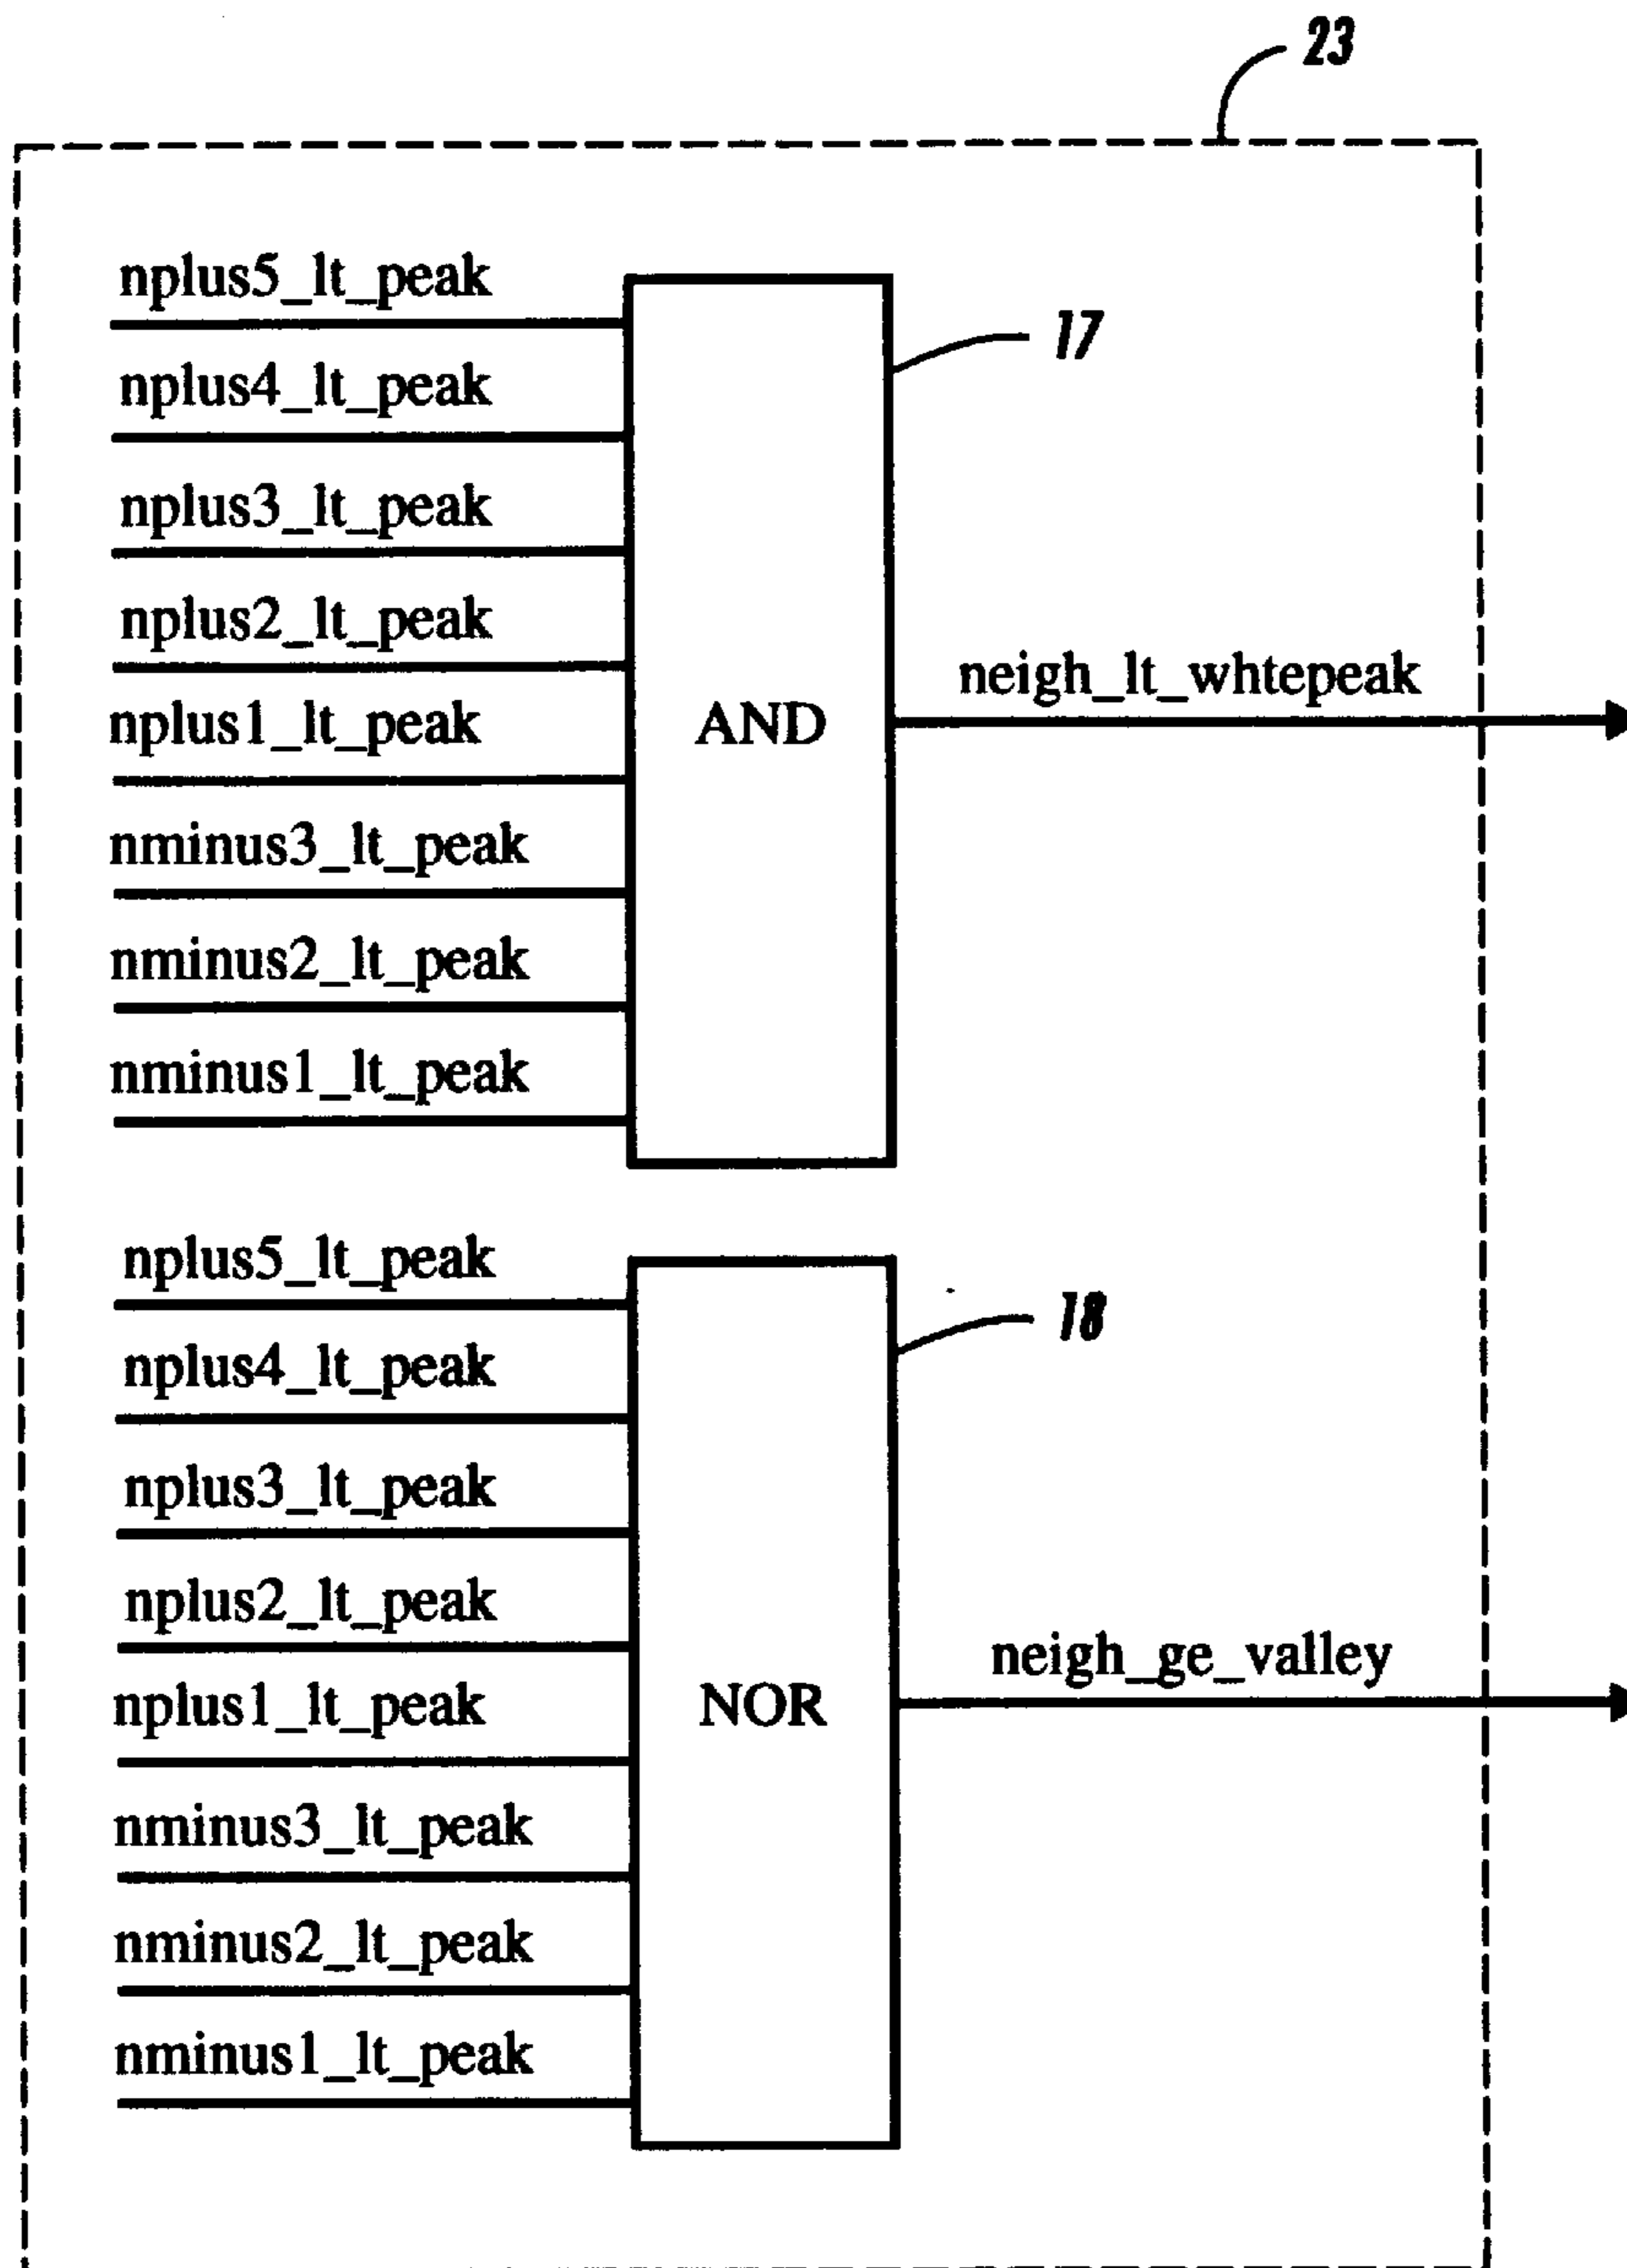 23
nplus5_lt_peak
17
nplus4_lt_peak
nplus3_lt_peak
nplus2_lt_peak
neigh_lt_whtepeak
nplus1_lt_peak
AND
nminus3_lt_peak
nminus2_lt_peak
nminus1_lt_peak
nplus5_lt_peak
18
nplus4_lt_peak
nplus3_lt_peak
nplus2_lt_peak
neigh_ge_valley
nplus1_lt_peak
NOR
nminus3_lt_peak
nminus2_lt_peak
nminus1_lt_peak